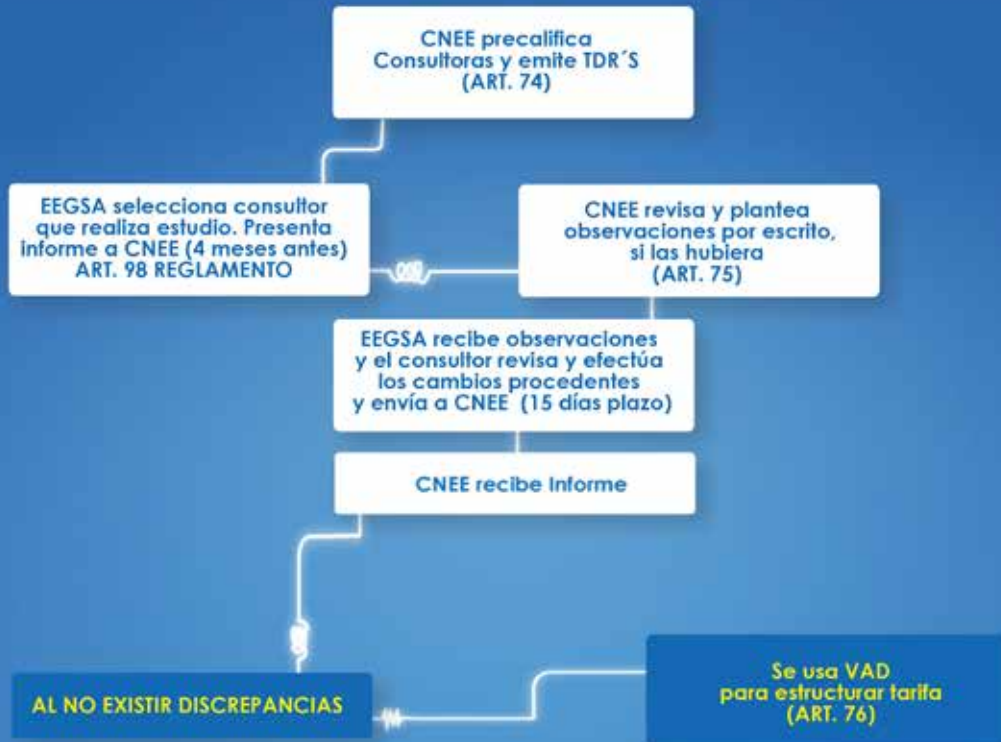 CNEE precalifica
Consultoras y emite TDR´S
(ART. 74)
EEGSA selecciona consultor
que realiza estudio. Presenta
informe a CNEE (4 meses antes)
ART. 98 REGLAMENTO
CNEE revisa y plantea
observaciones por escrito,
si las hubiera
(ART. 75)
EEGSA recibe observaciones
y el consultor revisa y efectúa
los cambios procedentes
y envía a CNEE (15 días plazo)
CNEE recibe Informe
AL NO EXISTIR DISCREPANCIAS
Se usa VAD
para estructurar tarifa
(ART. 76)